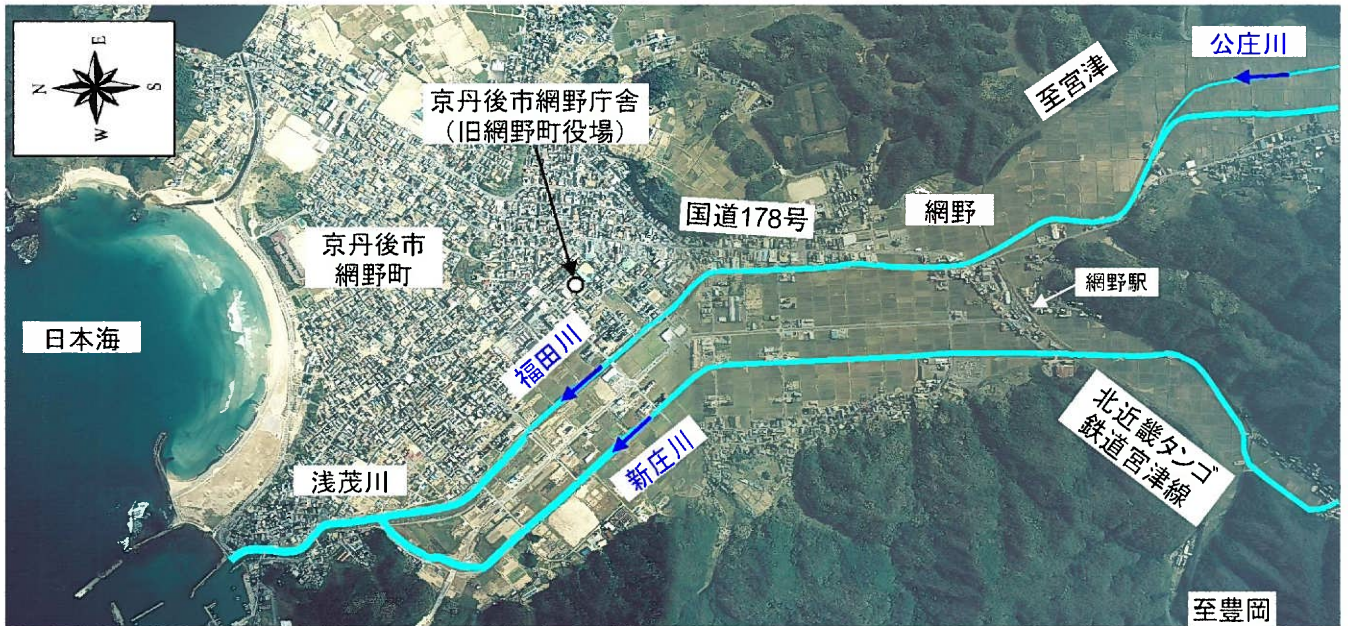 E
N
S
W
公庄川
至宮津
京丹後市網野庁舎
(旧網野町役場)
国道178号
網野
京丹後市
網野町
網野駅
日本海
福田川
新庄川
北近畿タンゴ
鉄道宮津線
浅茂川
至豊岡